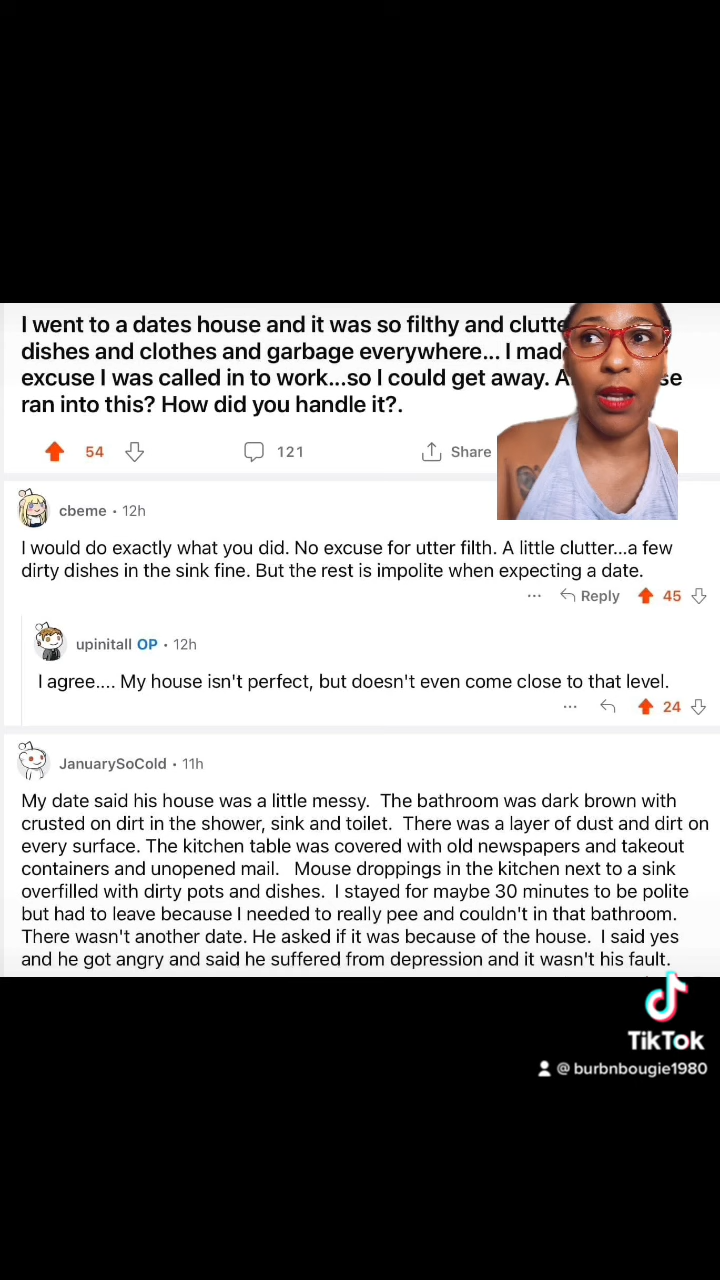 I went to a dates house and it was so filthy and clutte
dishes and clothes and garbage everywhere... I mad
excuse I was called in to work...so I could get away. A se
ran into this? How did you handle it?.
54 121 Share
cbeme • 12h
I would do exactly what you did. No excuse for utter filth. A little clutter...a few
dirty dishes in the sink fine. But the rest is impolite when expecting a date.
... Reply 45
upinitall OP • 12h
I agree.... My house isn't perfect, but doesn't even come close to that level.
... 24
JanuarySoCold • 11h
My date said his house was a little messy. The bathroom was dark brown with
crusted on dirt in the shower, sink and toilet. There was a layer of dust and dirt on
every surface. The kitchen table was covered with old newspapers and takeout
containers and unopened mail. Mouse droppings in the kitchen next to a sink
overfilled with dirty pots and dishes. I stayed for maybe 30 minutes to be polite
but had to leave because I needed to really pee and couldn't in that bathroom.
There wasn't another date. He asked if it was because of the house. I said yes
and he got angry and said he suffered from depression and it wasn't his fault.
TikTok
@ burbnbougie1980